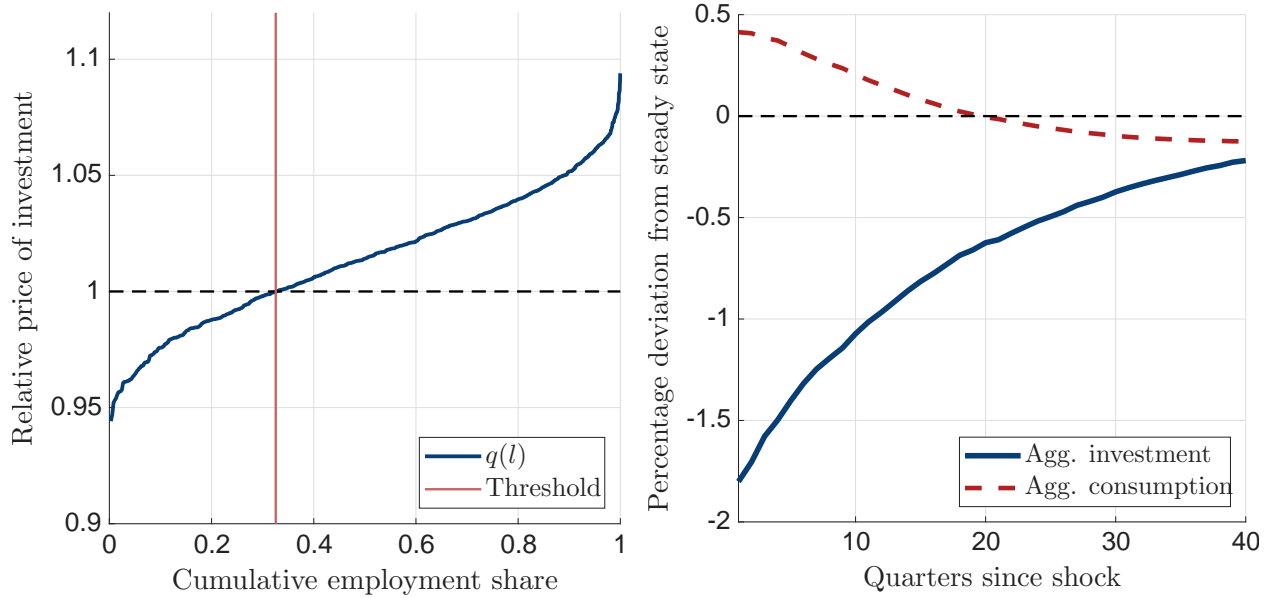 Relative price of investment
1.1
1.05
1
0.95
0.9
0
0.2
0.4
0.6
0.8
1
Cumulative employment share
q(l)
Threshold
Percentage deviation from steady state
0.5
0
-0.5
-1
-1.5
-2
10
20
30
40
Quarters since shock
Agg. investment
Agg. consumption